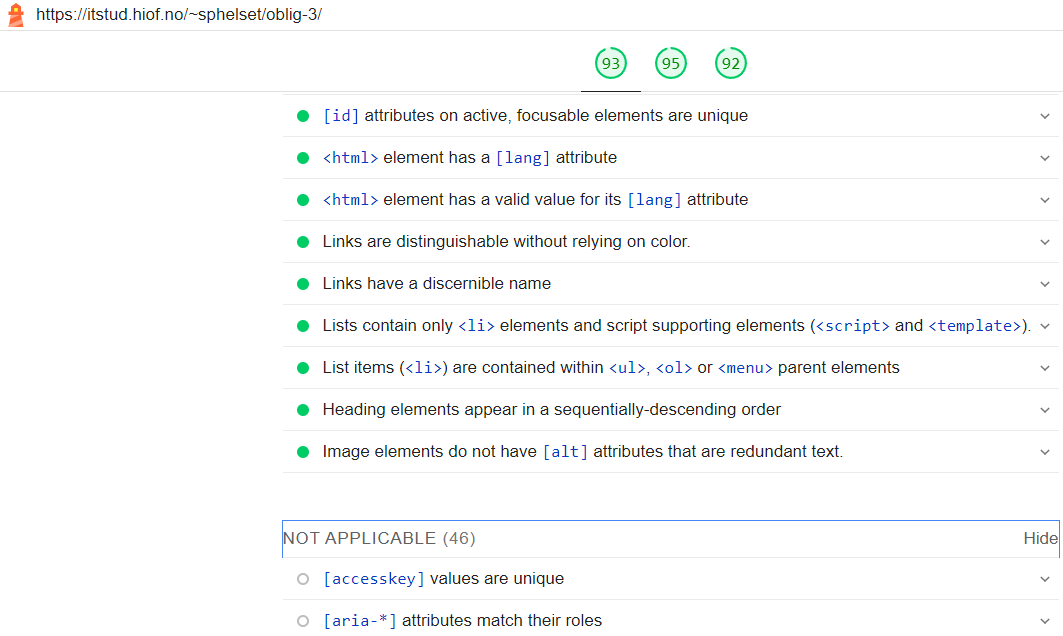 https://itstud.hiof.no/~sphelset/oblig-3/
93 95 92
[id] attributes on active, focusable elements are unique
<html> element has a [lang] attribute
<html> element has a valid value for its [lang] attribute
Links are distinguishable without relying on color.
Links have a discernible name
Lists contain only <li> elements and script supporting elements (<script> and <template>).
List items (<li>) are contained within <ul>, <ol> or <menu> parent elements
Heading elements appear in a sequentially-descending order
Image elements do not have [alt] attributes that are redundant text.
NOT APPLICABLE (46) Hide
[accesskey] values are unique
[aria-*] attributes match their roles